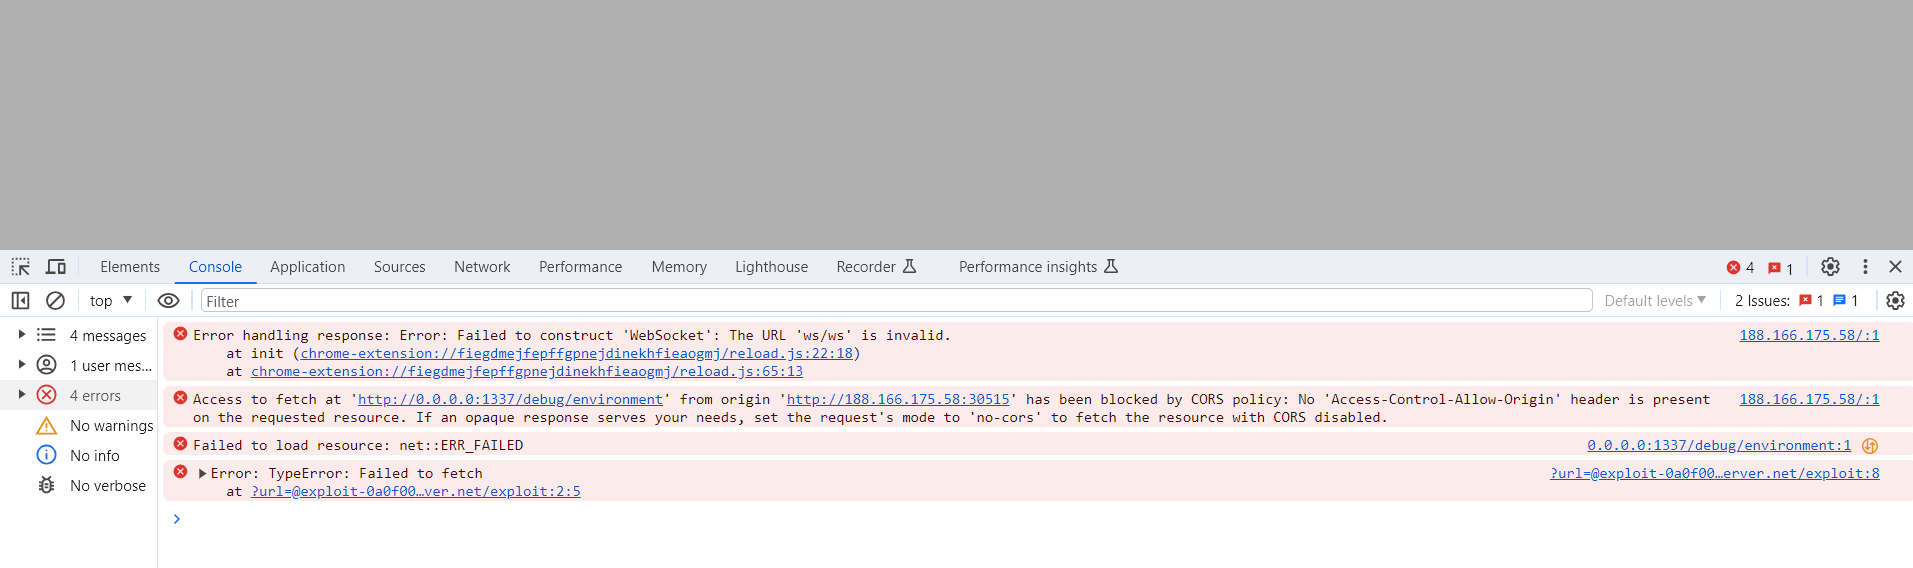 Elements Console Application Sources Network Performance Memory Lighthouse Recorder Performance insights 4 1
top Filter Default levels 2 Issues: 1 1
4 messages
1 user mes...
4 errors
No warnings
No info
No verbose
Error handling response: Error: Failed to construct 'WebSocket': The URL 'ws/ws' is invalid. 188.166.175.58/:1
at init (chrome-extension://fiegdmejfepffgpnejdinekhfieaogmj/reload.js:22:18)
at chrome-extension://fiegdmejfepffgpnejdinekhfieaogmj/reload.js:65:13
Access to fetch at 'http://0.0.0.0:1337/debug/environment' from origin 'http://188.166.175.58:30515' has been blocked by CORS policy: No 'Access-Control-Allow-Origin' header is present 188.166.175.58/:1
on the requested resource. If an opaque response serves your needs, set the request's mode to 'no-cors' to fetch the resource with CORS disabled.
Failed to load resource: net::ERR_FAILED 0.0.0.0:1337/debug/environment:1
Error: TypeError: Failed to fetch ?url=@exploit-0a0f00…erver.net/exploit:8
at ?url=@exploit-0a0f00…ver.net/exploit:2:5